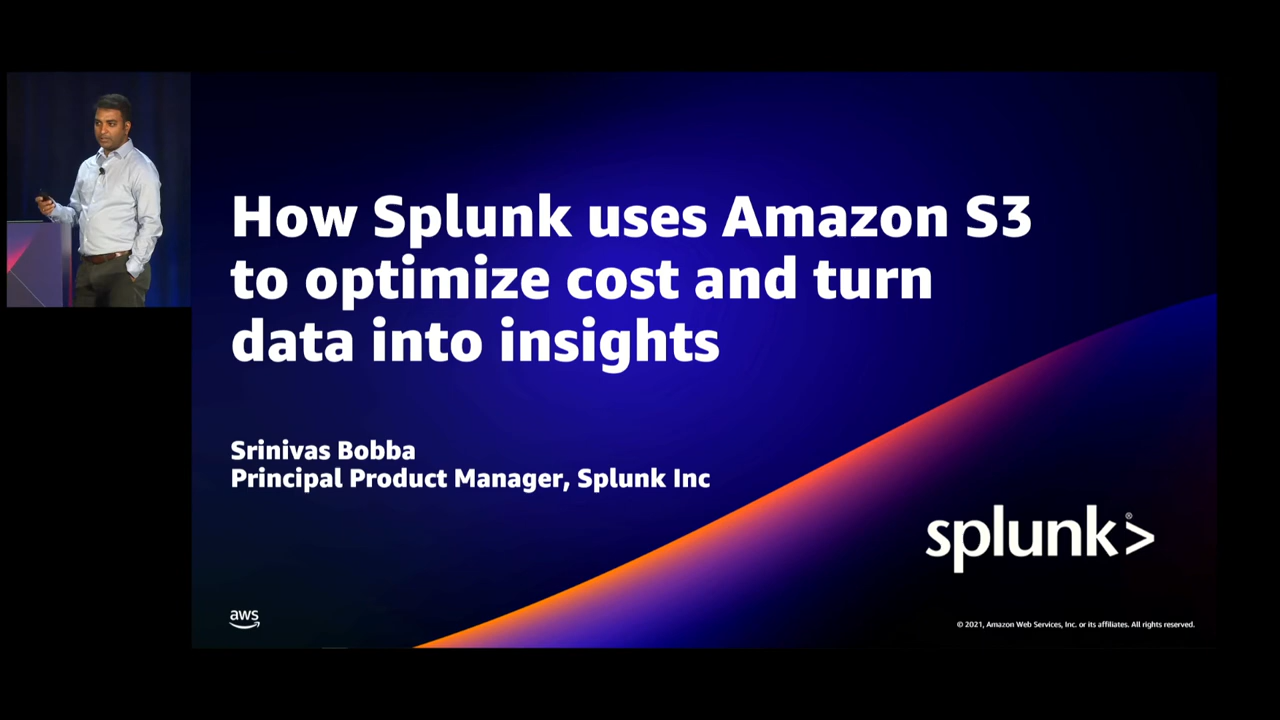 How Splunk uses Amazon S3
to optimize cost and turn
data into insights
Srinivas Bobba
Principal Product Manager, Splunk Inc
splunk>®
aws
© 2021, Amazon Web Services, Inc. or its affiliates. All rights reserved.